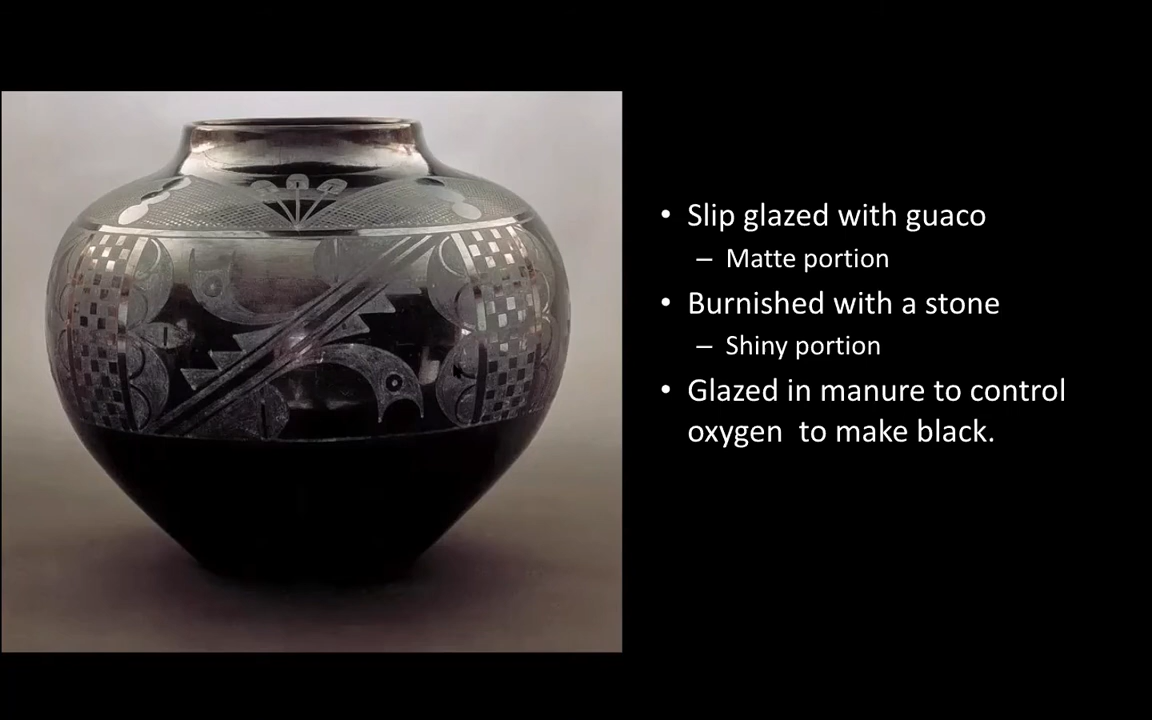 • Slip glazed with guaco
– Matte portion
• Burnished with a stone
– Shiny portion
• Glazed in manure to control
oxygen  to make black.